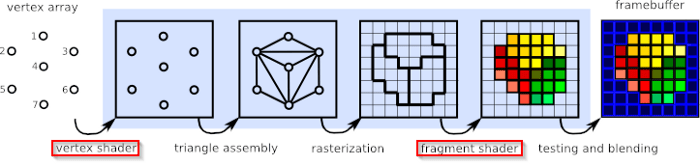 vertex array
framebuffer
1
2
3
4
5
6
7
vertex shader
triangle assembly
rasterization
fragment shader
testing and blending